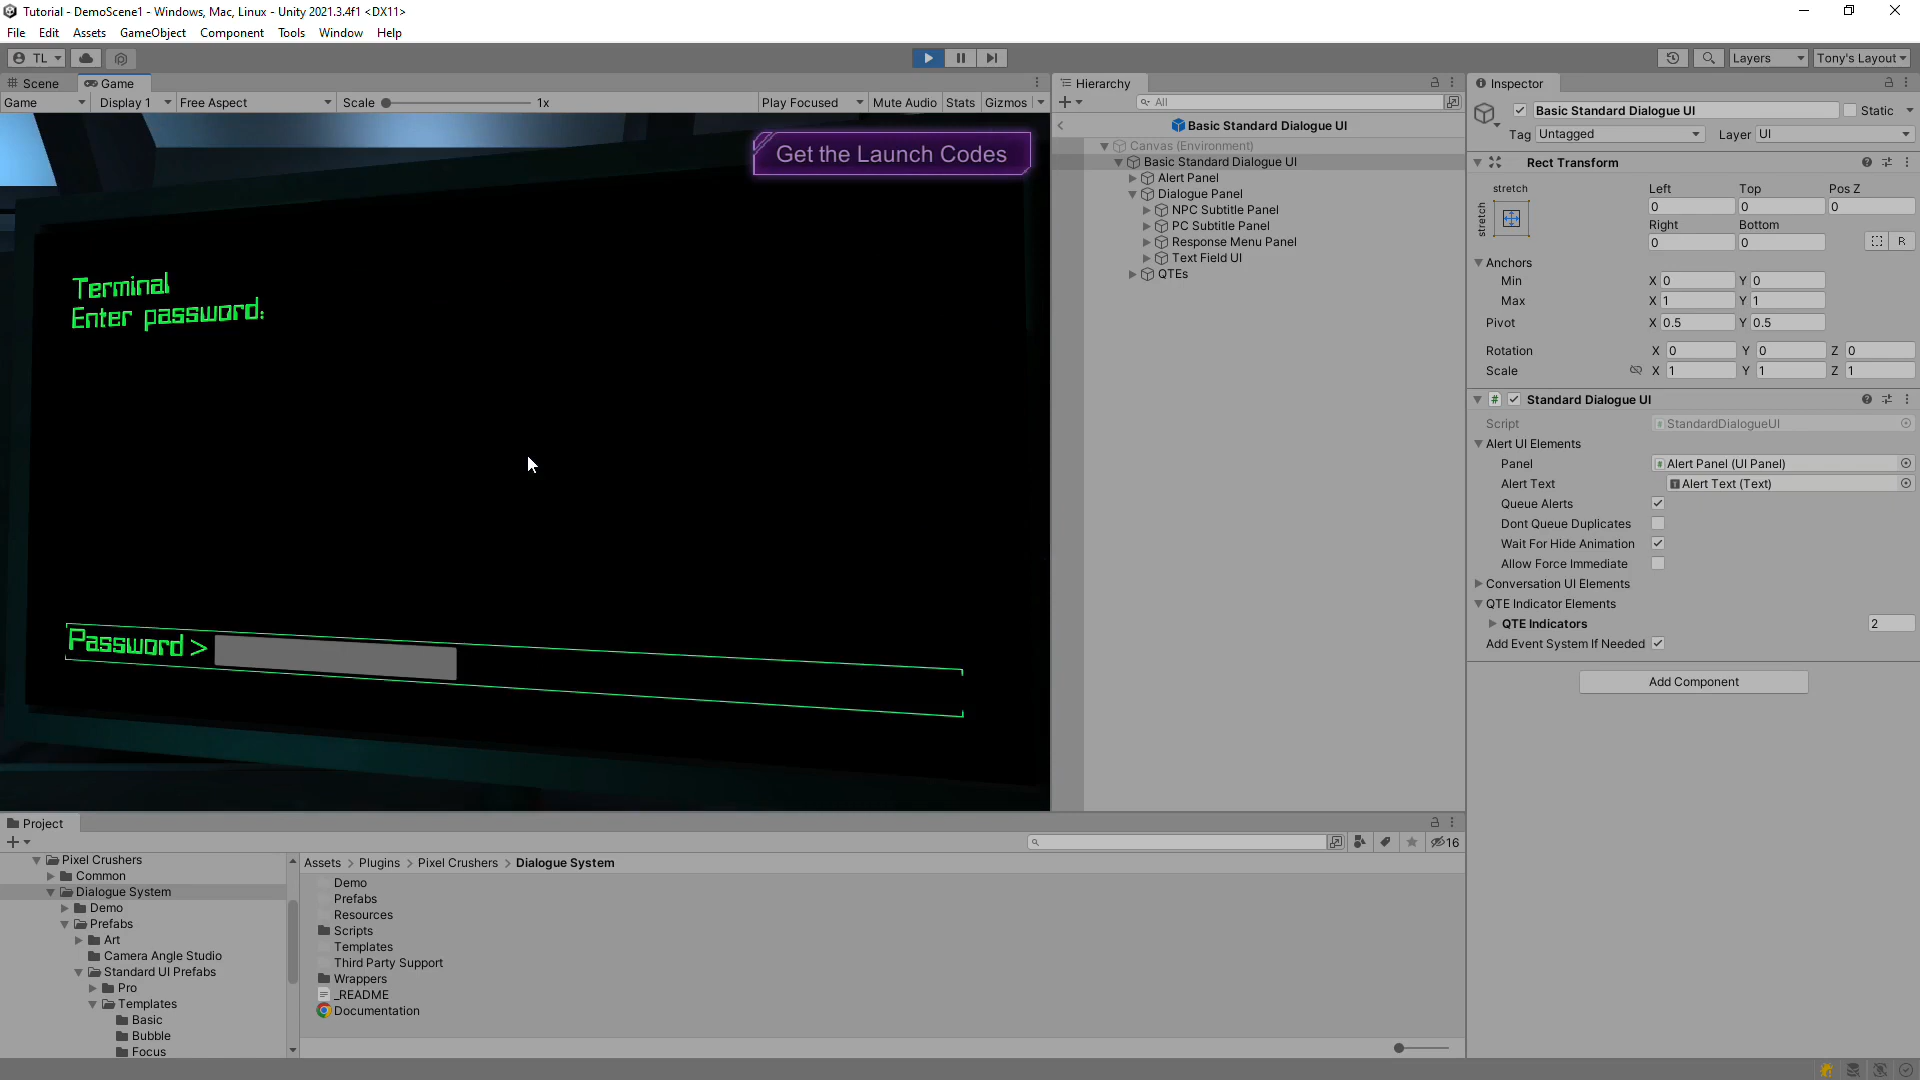 Tutorial - DemoScene1 - Windows, Mac, Linux - Unity 2021.3.4f1 <DX11>
File Edit Assets GameObject Component Tools Window Help
TL Layers Tony's Layout
Scene Game
Game Display 1 Free Aspect Scale 1x Play Focused Mute Audio Stats Gizmos
Get the Launch Codes
Terminal
Enter password:
Password >
Hierarchy
All
Basic Standard Dialogue UI
Canvas (Environment)
Basic Standard Dialogue UI
Alert Panel
Dialogue Panel
NPC Subtitle Panel
PC Subtitle Panel
Response Menu Panel
Text Field UI
QTEs
Inspector
Basic Standard Dialogue UI Static
Tag Untagged Layer UI
Rect Transform
stretch Left Top Pos Z
stretch 0 0 0
Right Bottom
0 0 R
Anchors
Min X 0 Y 0
Max X 1 Y 1
Pivot X 0.5 Y 0.5
Rotation X 0 Y 0 Z 0
Scale X 1 Y 1 Z 1
# Standard Dialogue UI
Script # StandardDialogueUI
Alert UI Elements
Panel # Alert Panel (UI Panel)
Alert Text T Alert Text (Text)
Queue Alerts
Dont Queue Duplicates
Wait For Hide Animation
Allow Force Immediate
Conversation UI Elements
QTE Indicator Elements
QTE Indicators 2
Add Event System If Needed
Add Component
Project
16
Pixel Crushers
Common
Dialogue System
Demo
Prefabs
Art
Camera Angle Studio
Standard UI Prefabs
Pro
Templates
Basic
Bubble
Focus
Assets > Plugins > Pixel Crushers > Dialogue System
Demo
Prefabs
Resources
Scripts
Templates
Third Party Support
Wrappers
_README
Documentation